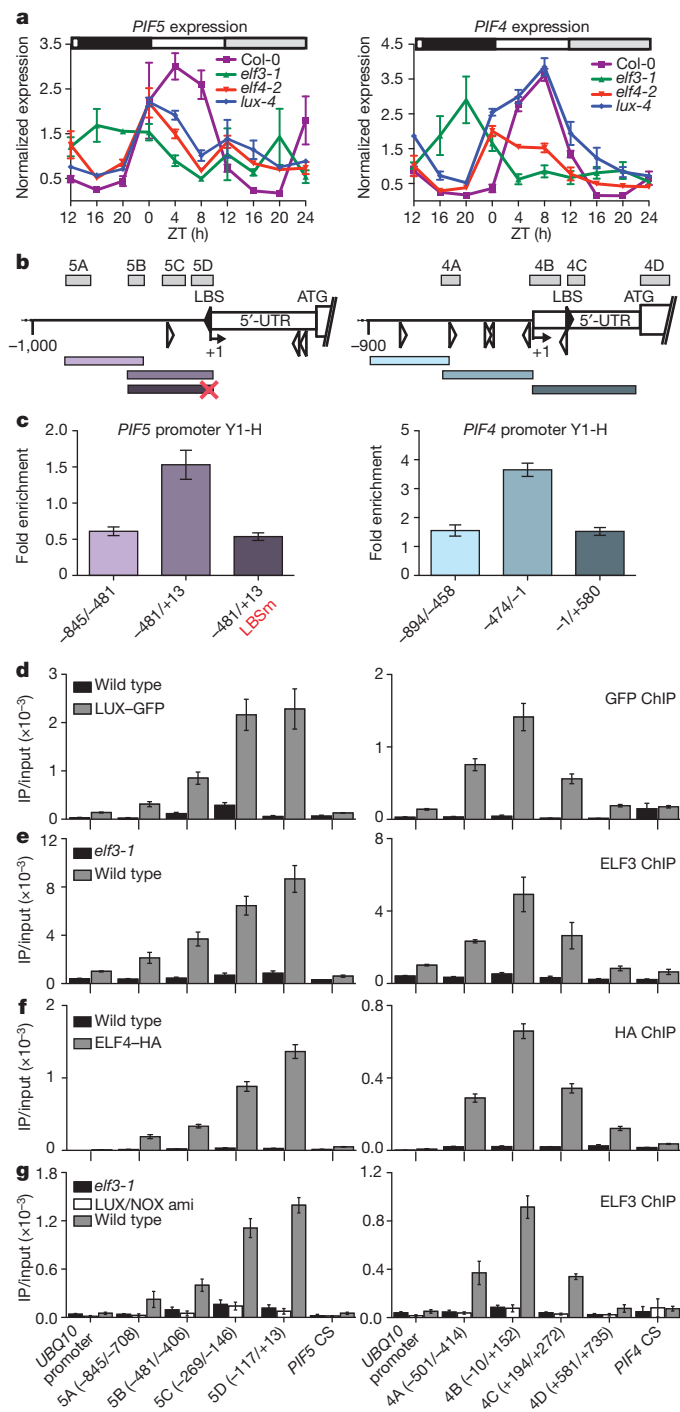 a
PIF5 expression
PIF4 expression
Normalized expression
3.5
2.5
1.5
0.5
Col-0
elf3-1
elf4-2
lux-4
12 16 20 0 4 8 12 16 20 24
ZT (h)
Normalized expression
4.5
3.5
2.5
1.5
0.5
Col-0
elf3-1
elf4-2
lux-4
12 16 20 0 4 8 12 16 20 24
ZT (h)
b
5A 5B 5C 5D
LBS
ATG
5′-UTR
−1,000
+1
4A 4B 4C 4D
LBS
ATG
5′-UTR
−900
+1
c
PIF5 promoter Y1-H
Fold enrichment
2.0
1.5
1.0
0.5
0
−845/−481
−481/+13
−481/+13
LBSm
PIF4 promoter Y1-H
Fold enrichment
5
4
3
2
1
0
−894/−458
−474/−1
−1/+580
d
IP/input (×10−3)
3
2
1
0
Wild type
LUX–GFP
2
1
0
GFP ChIP
e
IP/input (×10−3)
12
8
4
0
elf3-1
Wild type
8
4
0
ELF3 ChIP
f
IP/input (×10−3)
2
1
0
Wild type
ELF4–HA
0.8
0.4
0.0
HA ChIP
g
IP/input (×10−3)
1.8
1.2
0.6
0.0
elf3-1
LUX/NOX ami
Wild type
1.2
0.8
0.4
0.0
ELF3 ChIP
UBQ10
promoter
5A (−845/−708)
5B (−481/−406)
5C (−269/−146)
5D (−117/+13)
PIF5 CS
UBQ10
promoter
4A (−501/−414)
4B (−10/+152)
4C (+194/+272)
4D (+581/+735)
PIF4 CS